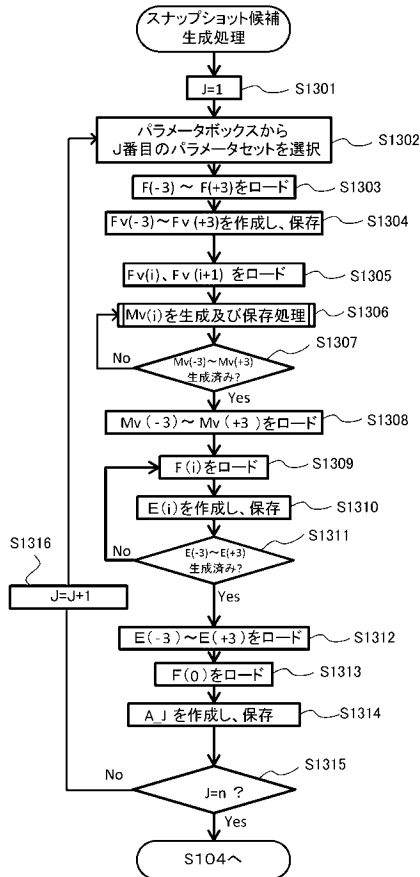 スナップショット候補
生成処理
J=1
S1301
パラメータボックスから
J番目のパラメータセットを選択
S1302
F(-3) ～ F(+3)をロード
S1303
Fv(-3)～Fv(+3)を作成し、保存
S1304
Fv(i)、Fv(i+1) をロード
S1305
Mv(i)を生成及び保存処理
S1306
S1307
No
Mv(-3)～Mv(+3)
生成済み?
Yes
Mv(-3)～Mv(+3)をロード
S1308
F(i)をロード
S1309
E(i)を作成し、保存
S1310
S1311
No
E(-3)～E(+3)
生成済み?
Yes
S1316
J=J+1
E(-3)～E(+3)をロード
S1312
F(0)をロード
S1313
A_J を作成し、保存
S1314
S1315
No
J=n ?
Yes
S104へ